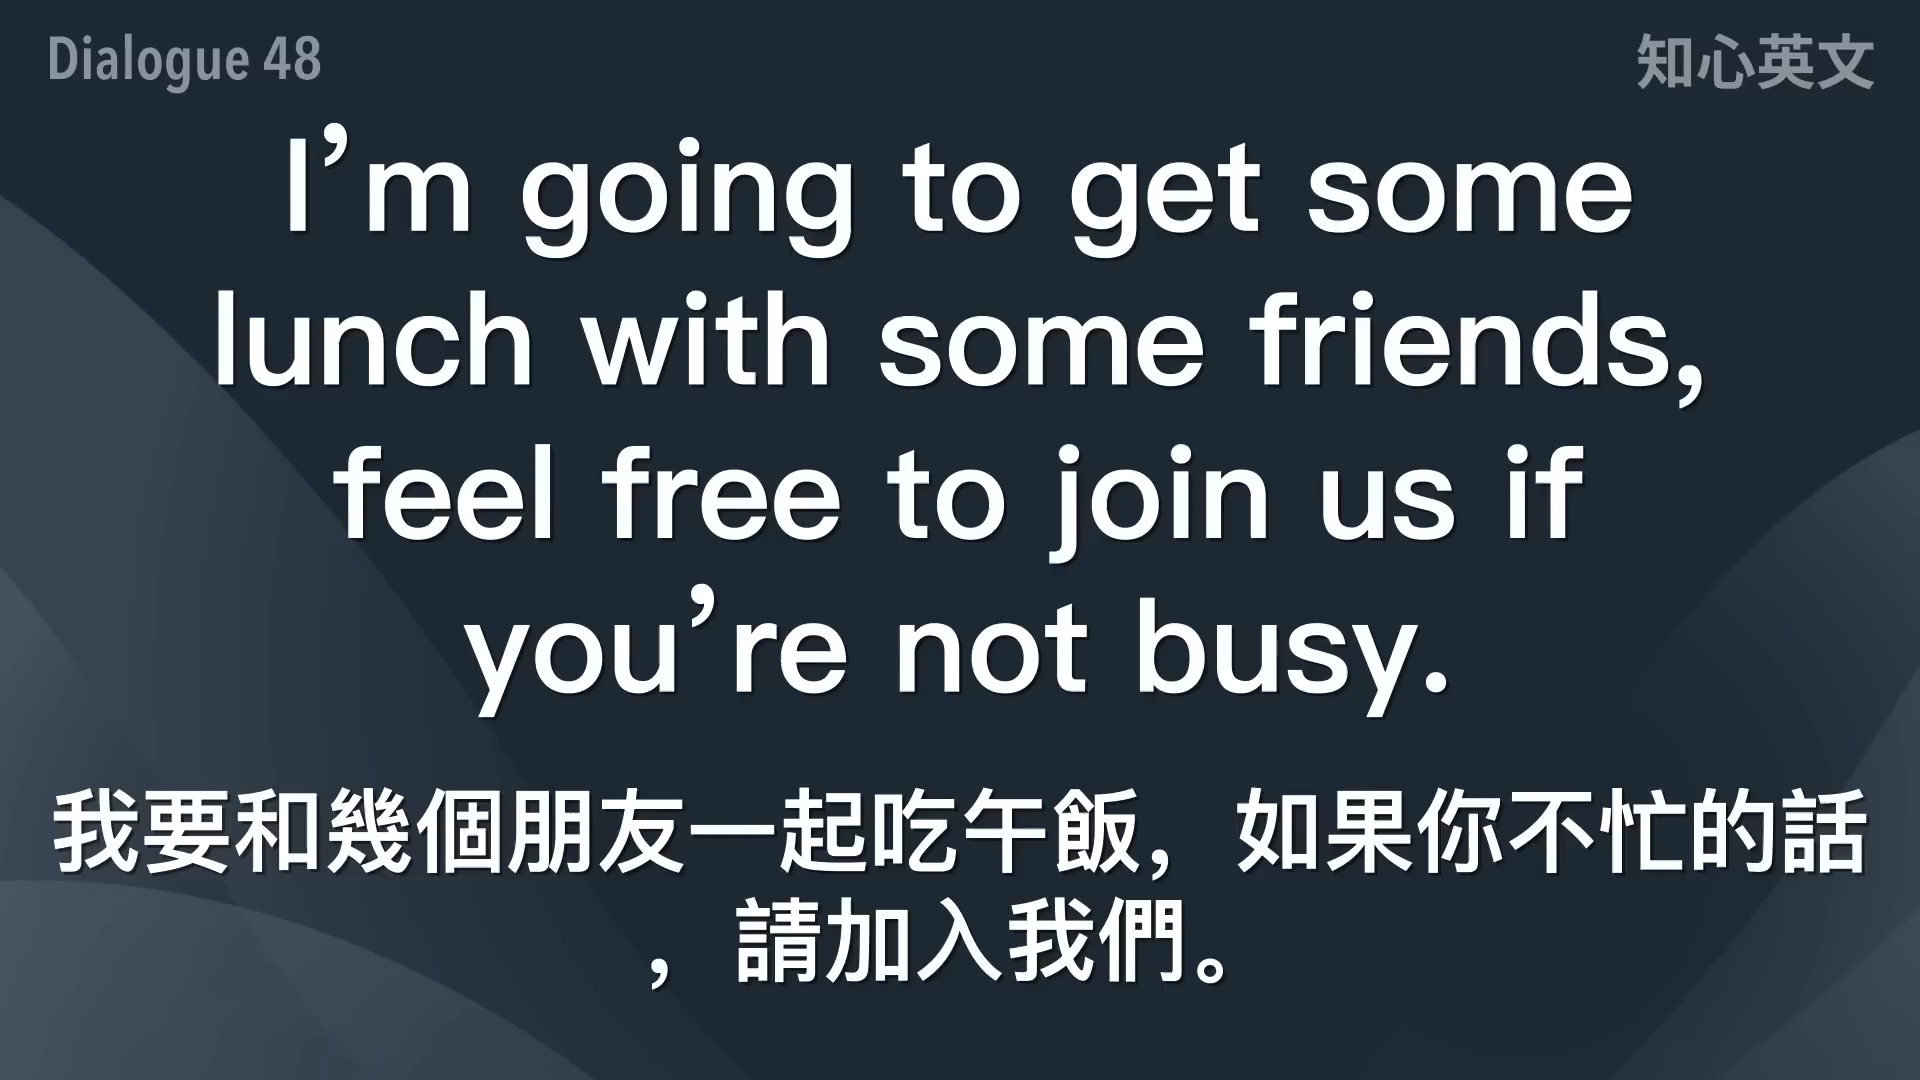 Dialogue 48
知心英文
I’m going to get some
lunch with some friends,
feel free to join us if
you’re not busy.
我要和幾個朋友一起吃午飯，如果你不忙的話
，請加入我們。